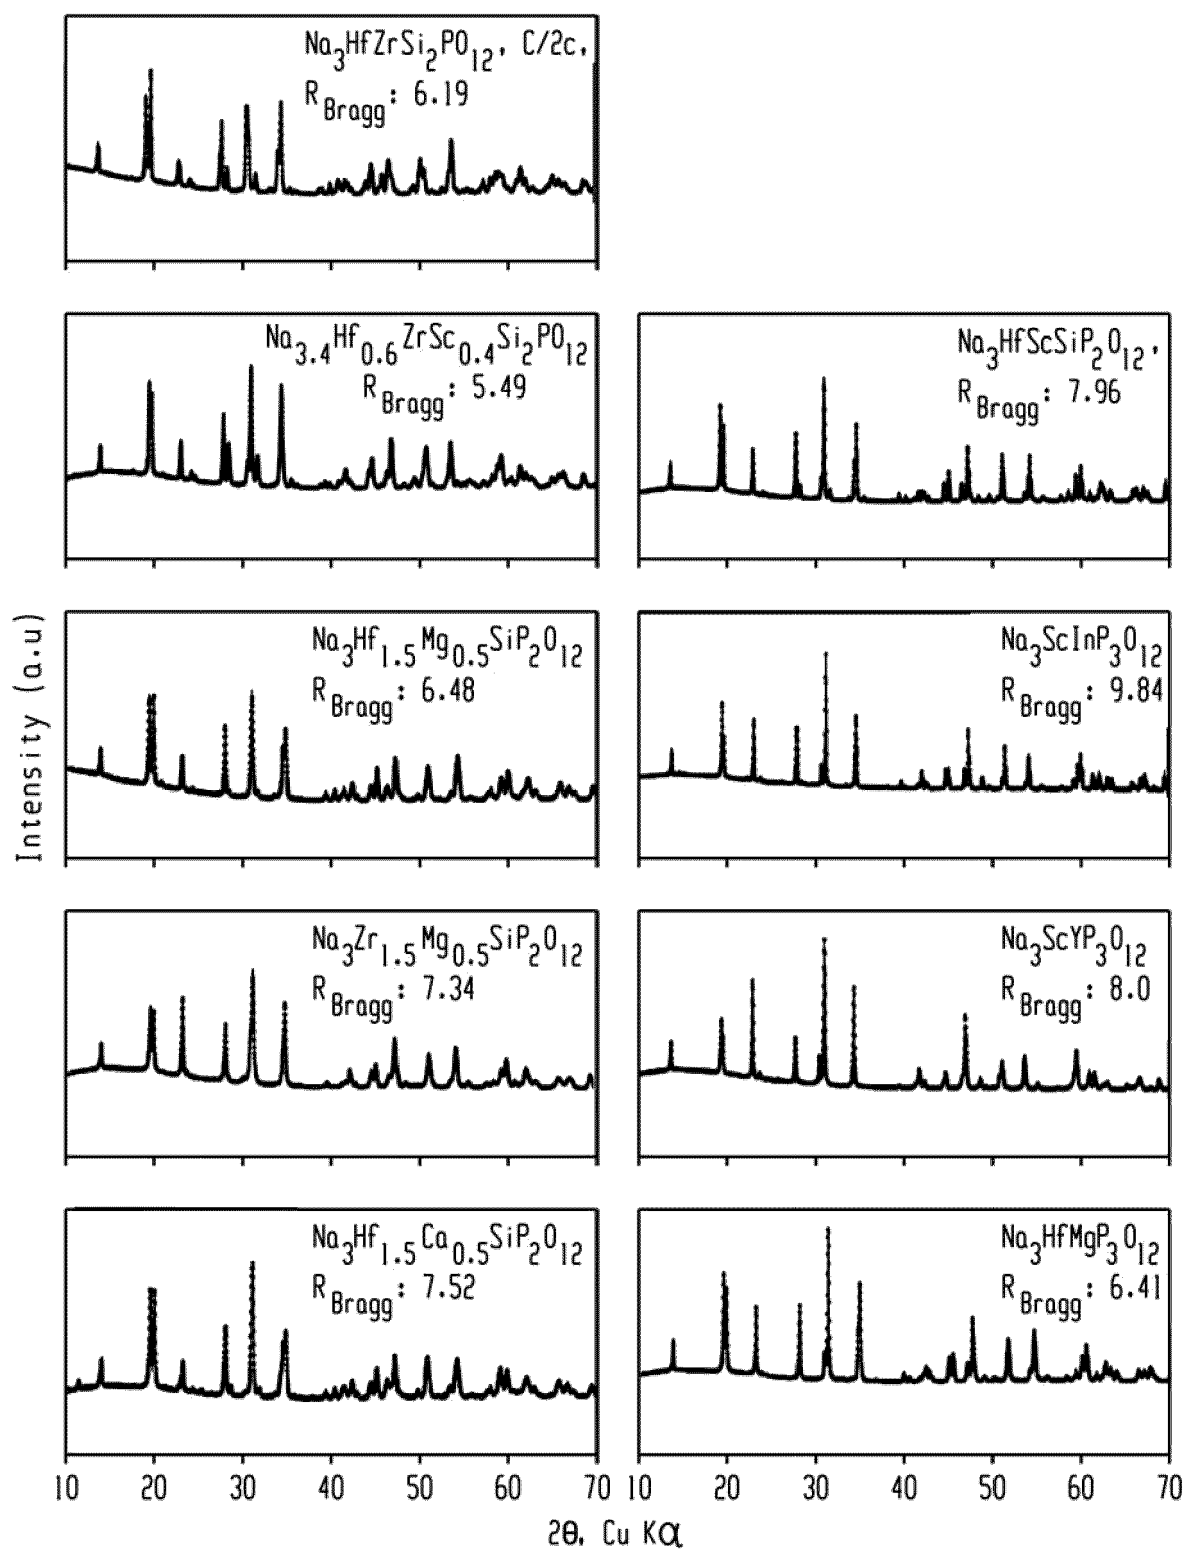 Na3HfZrSi2PO12, C/2c,
RBragg: 6.19
Na3.4Hf0.6ZrSc0.4Si2PO12
RBragg: 5.49
Na3HfScSiP2O12,
RBragg: 7.96
Intensity (a.u)
Na3Hf1.5Mg0.5SiP2O12
RBragg: 6.48
Na3ScInP3O12
RBragg: 9.84
Na3Zr1.5Mg0.5SiP2O12
RBragg: 7.34
Na3ScYP3O12
RBragg: 8.0
Na3Hf1.5Ca0.5SiP2O12
RBragg: 7.52
Na3HfMgP3O12
RBragg: 6.41
10 20 30 40 50 60 70 10 20 30 40 50 60 70
2θ, Cu Kα